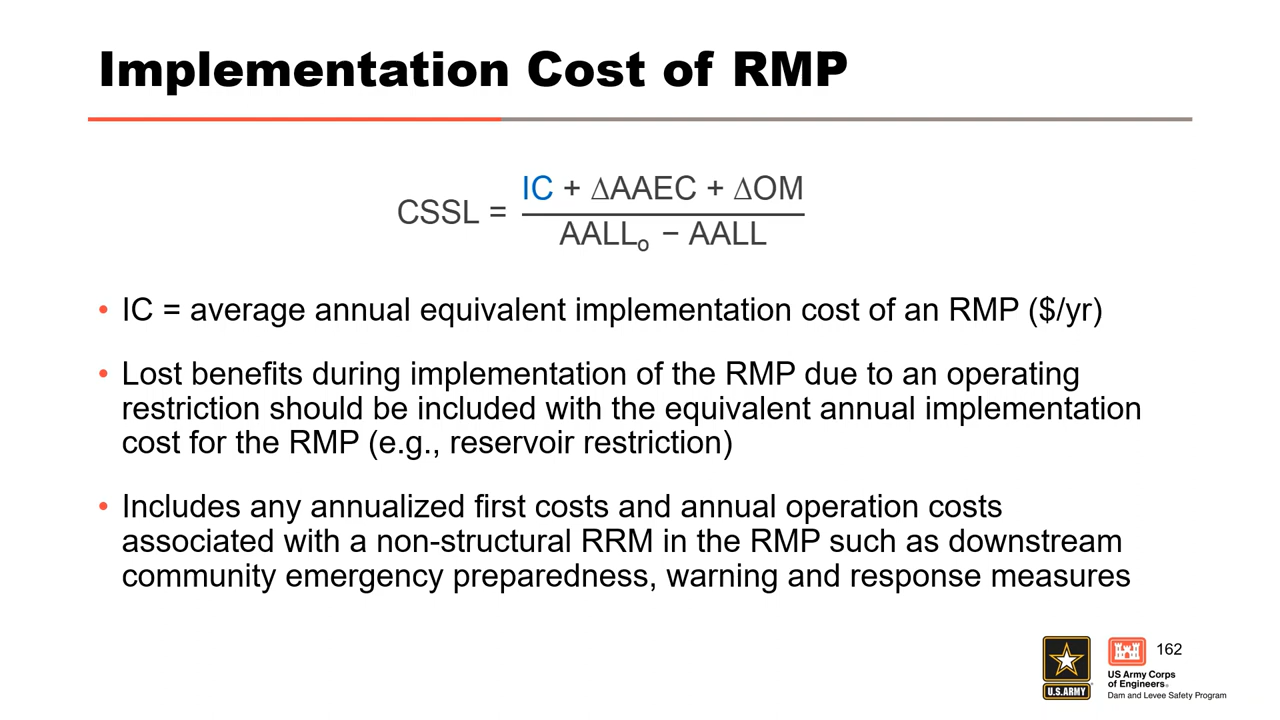 Implementation Cost of RMP
CSSL = IC + ∆AAEC + ∆OM
AALLo − AALL
• IC = average annual equivalent implementation cost of an RMP ($/yr)
• Lost benefits during implementation of the RMP due to an operating
restriction should be included with the equivalent annual implementation
cost for the RMP (e.g., reservoir restriction)
• Includes any annualized first costs and annual operation costs
associated with a non-structural RRM in the RMP such as downstream
community emergency preparedness, warning and response measures
162
U.S.ARMY
US Army Corps
of Engineers®
Dam and Levee Safety Program